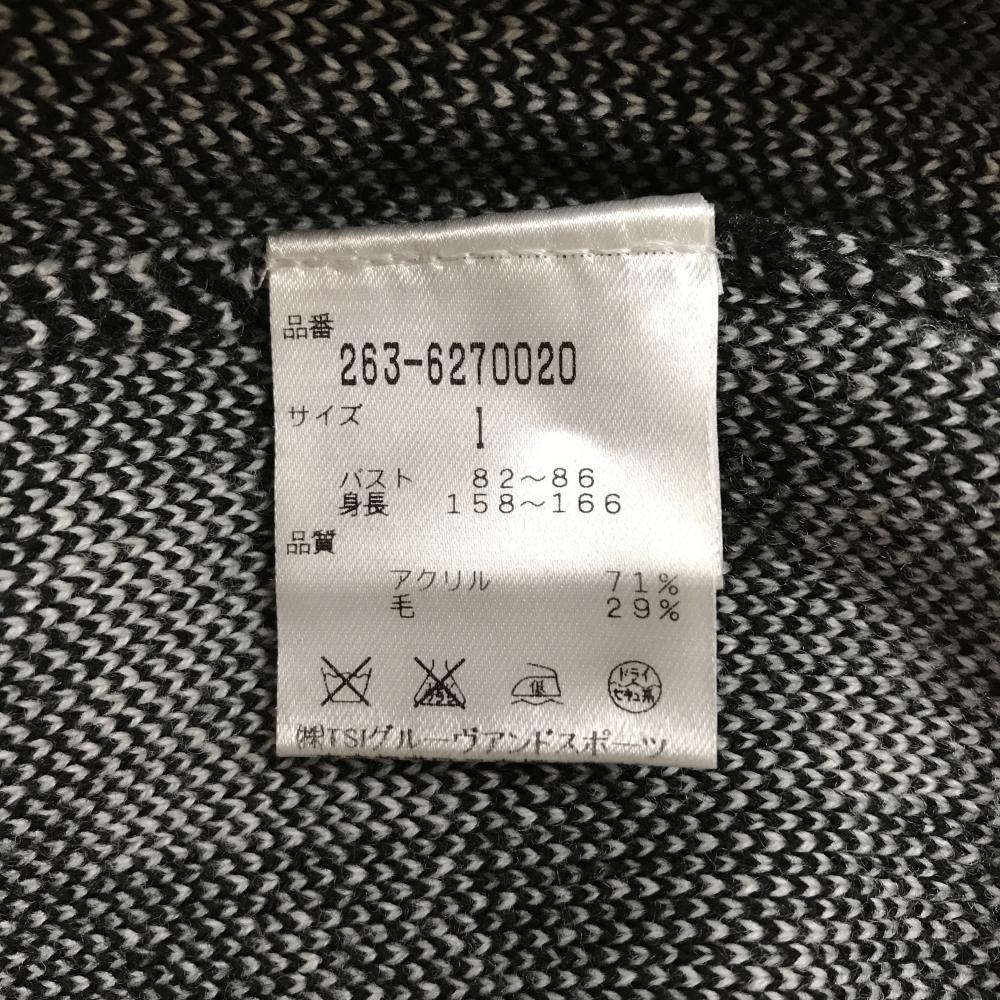 品番
263-6270020
サイズ 1
バスト 82〜86
身長 158〜166
品質
アクリル 71%
毛 29%
低
ドライ
セキユ系
㈱TSIグルーヴアンドスポーツ